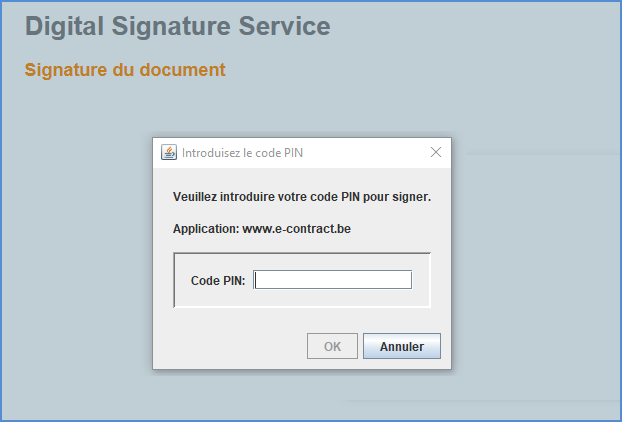 Digital Signature Service
Signature du document
Introduisez le code PIN
Veuillez introduire votre code PIN pour signer.
Application: www.e-contract.be
Code PIN:
OK Annuler